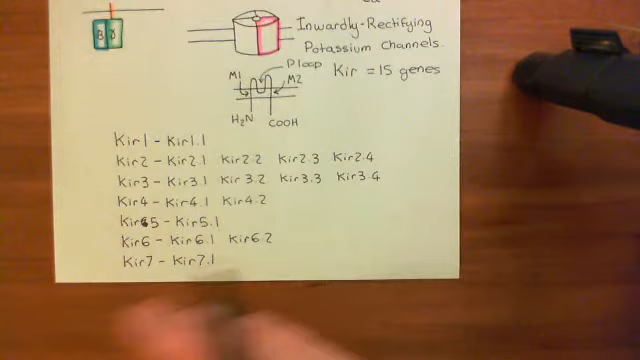 β γ
Inwardly-Rectifying
Potassium Channels.
Kir = 15 genes
P loop
M1 M2
H₂N COOH
Kir1 - Kir1.1
Kir2 - Kir2.1 Kir2.2 Kir2.3 Kir2.4
Kir3 - Kir3.1 Kir3.2 Kir3.3 Kir3.4
Kir4 - Kir4.1 Kir4.2
Kir5 - Kir5.1
Kir6 - Kir6.1 Kir6.2
Kir7 - Kir7.1